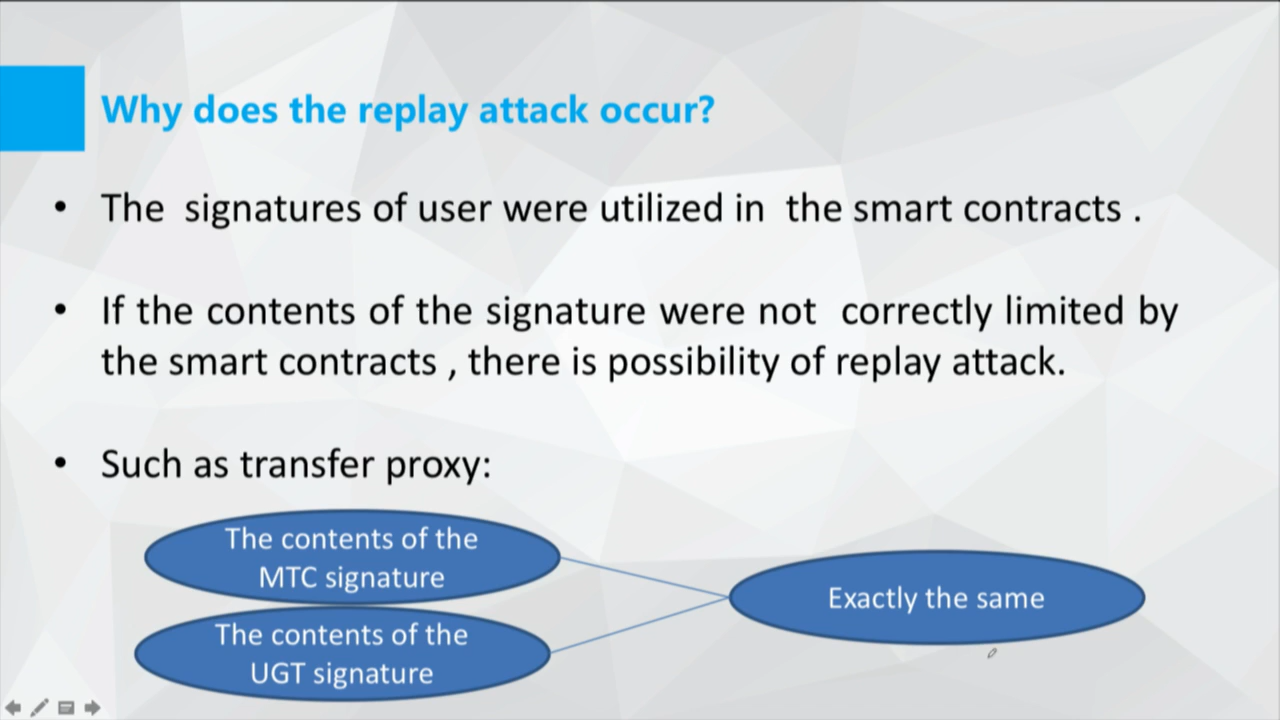 Why does the replay attack occur?
• The signatures of user were utilized in the smart contracts .
• If the contents of the signature were not correctly limited by
the smart contracts , there is possibility of replay attack.
• Such as transfer proxy:
The contents of the
MTC signature
The contents of the
UGT signature
Exactly the same